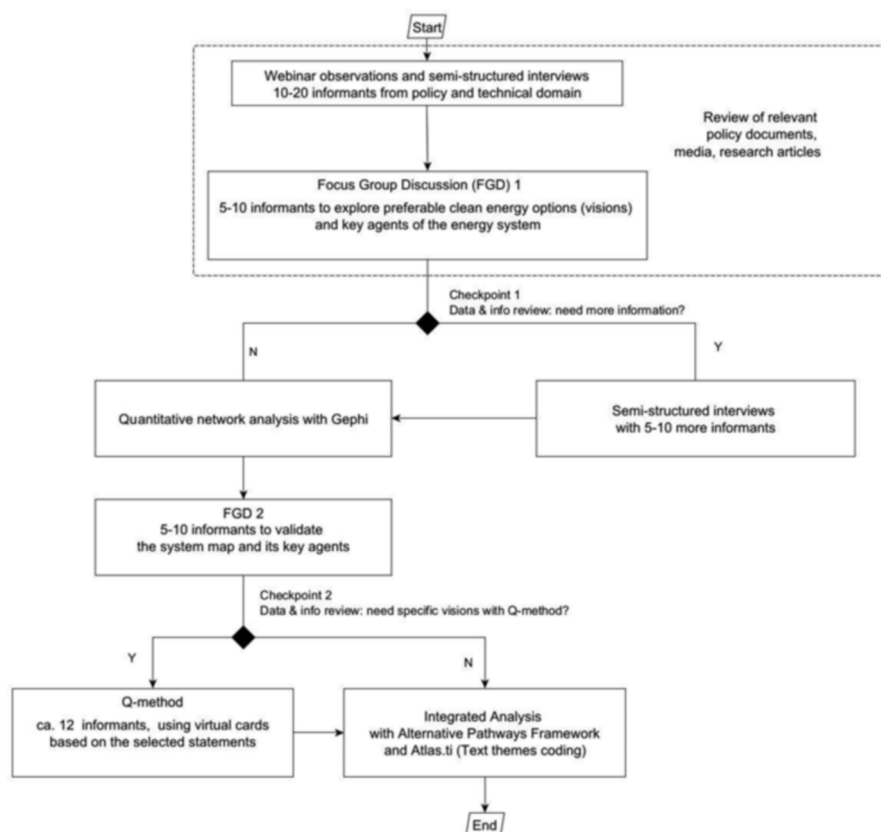 Start
Webinar observations and semi-structured interviews
10-20 informants from policy and technical domain
Review of relevant
policy documents,
media, research articles
Focus Group Discussion (FGD) 1
5-10 informants to explore preferable clean energy options (visions)
and key agents of the energy system
Checkpoint 1
Data & info review: need more information?
N
Y
Quantitative network analysis with Gephi
Semi-structured interviews
with 5-10 more informants
FGD 2
5-10 informants to validate
the system map and its key agents
Checkpoint 2
Data & info review: need specific visions with Q-method?
Y
N
Q-method
ca. 12 informants, using virtual cards
based on the selected statements
Integrated Analysis
with Alternative Pathways Framework
and Atlas.ti (Text themes coding)
End